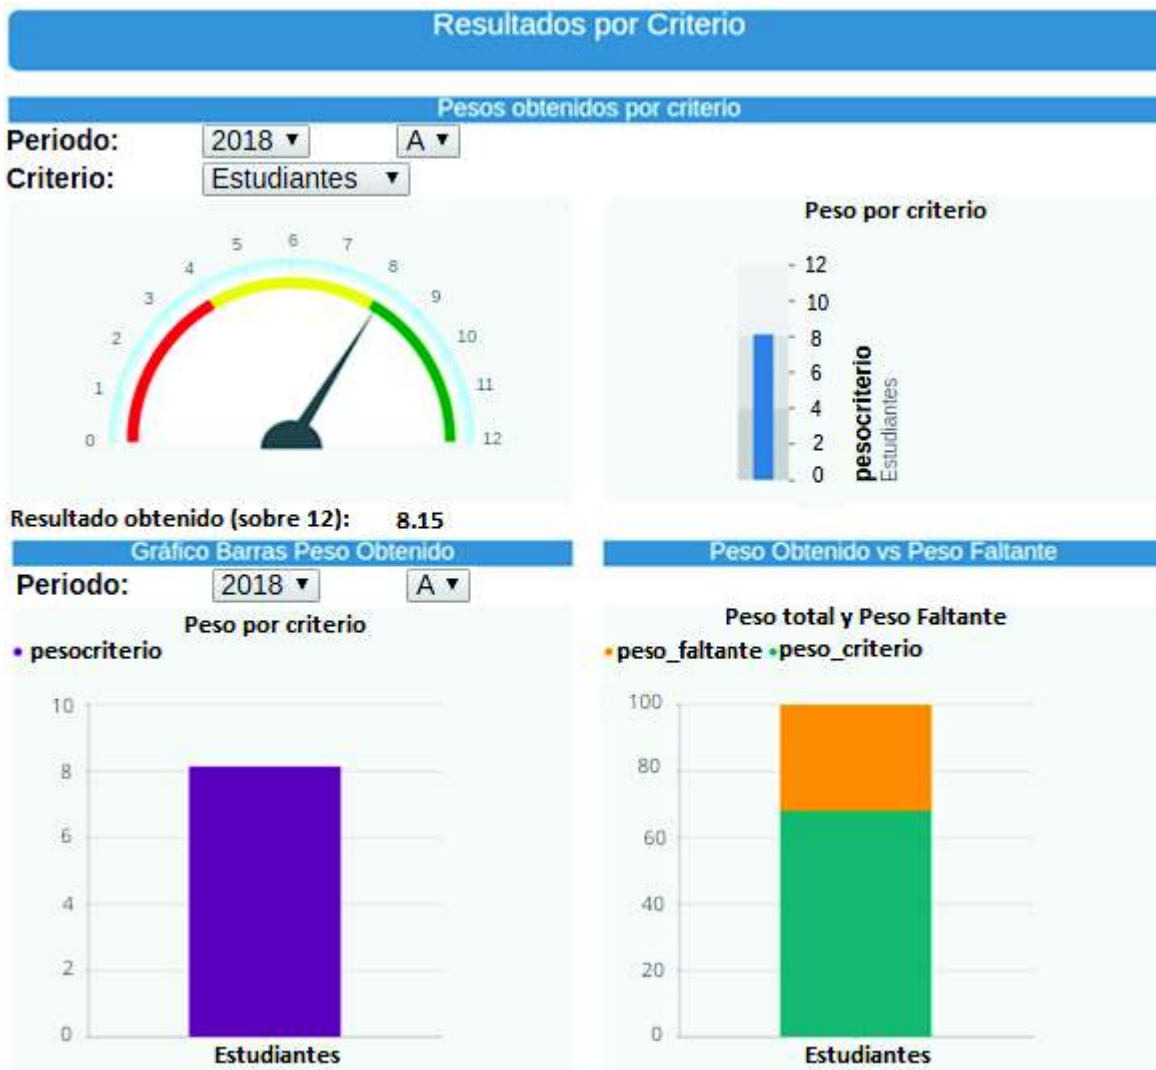 Resultados por Criterio
Pesos obtenidos por criterio
Periodo: 2018 ▼ A ▼
Criterio: Estudiantes ▼
0 1 2 3 4 5 6 7 8 9 10 11 12
Peso por criterio
12
10
8
6
4
2
0
pesocriterio
Estudiantes
Resultado obtenido (sobre 12): 8.15
Gráfico Barras Peso Obtenido
Periodo: 2018 ▼ A ▼
Peso por criterio
• pesocriterio
10
8
6
4
2
0
Estudiantes
Peso Obtenido vs Peso Faltante
Peso total y Peso Faltante
• peso_faltante • peso_criterio
100
80
60
40
20
0
Estudiantes